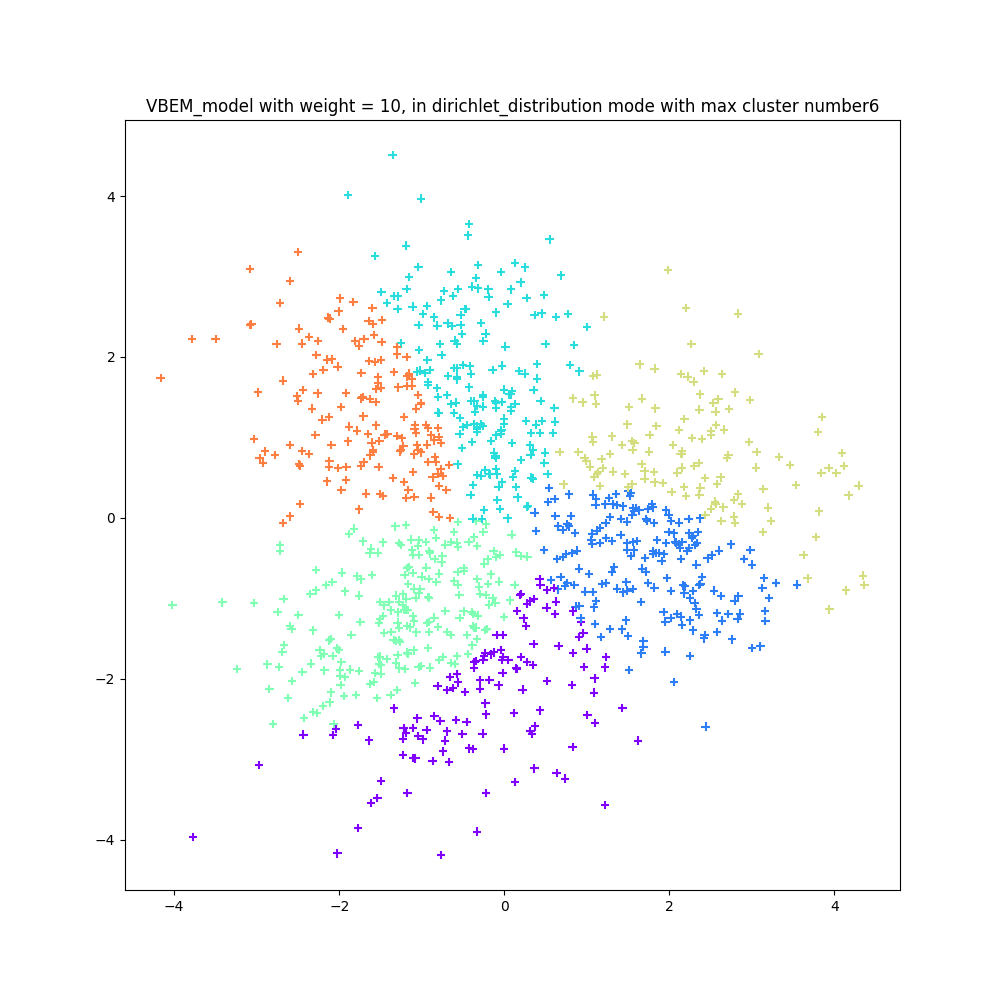 VBEM_model with weight = 10, in dirichlet_distribution mode with max cluster number6
4
2
0
−2
−4
−4 −2 0 2 4